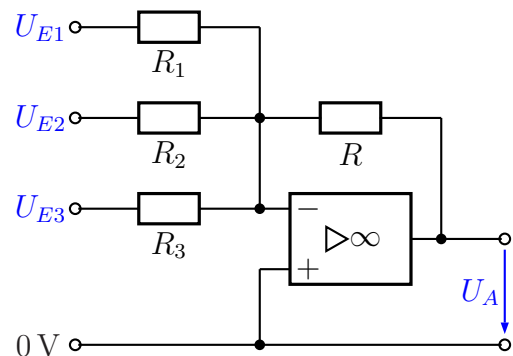 U_E1
R_1
U_E2
R_2
R
U_E3
R_3
− ▷∞
+
U_A
0 V